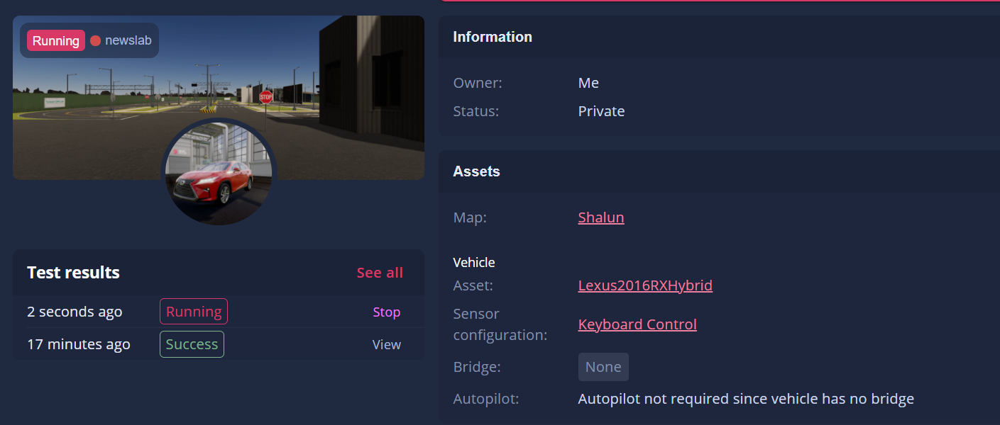 Running newslab
STOP
Test results See all
2 seconds ago Running Stop
17 minutes ago Success View
Information
Owner: Me
Status: Private
Assets
Map: Shalun
Vehicle
Asset: Lexus2016RXHybrid
Sensor
configuration: Keyboard Control
Bridge: None
Autopilot: Autopilot not required since vehicle has no bridge